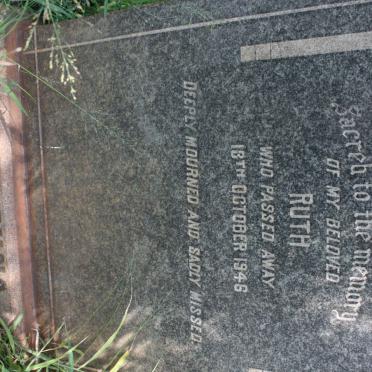 Sacred to the memory
OF MY BELOVED
RUTH
WHO PASSED AWAY
18TH OCTOBER 1946
DEEPLY MOURNED AND SADLY MISSED.